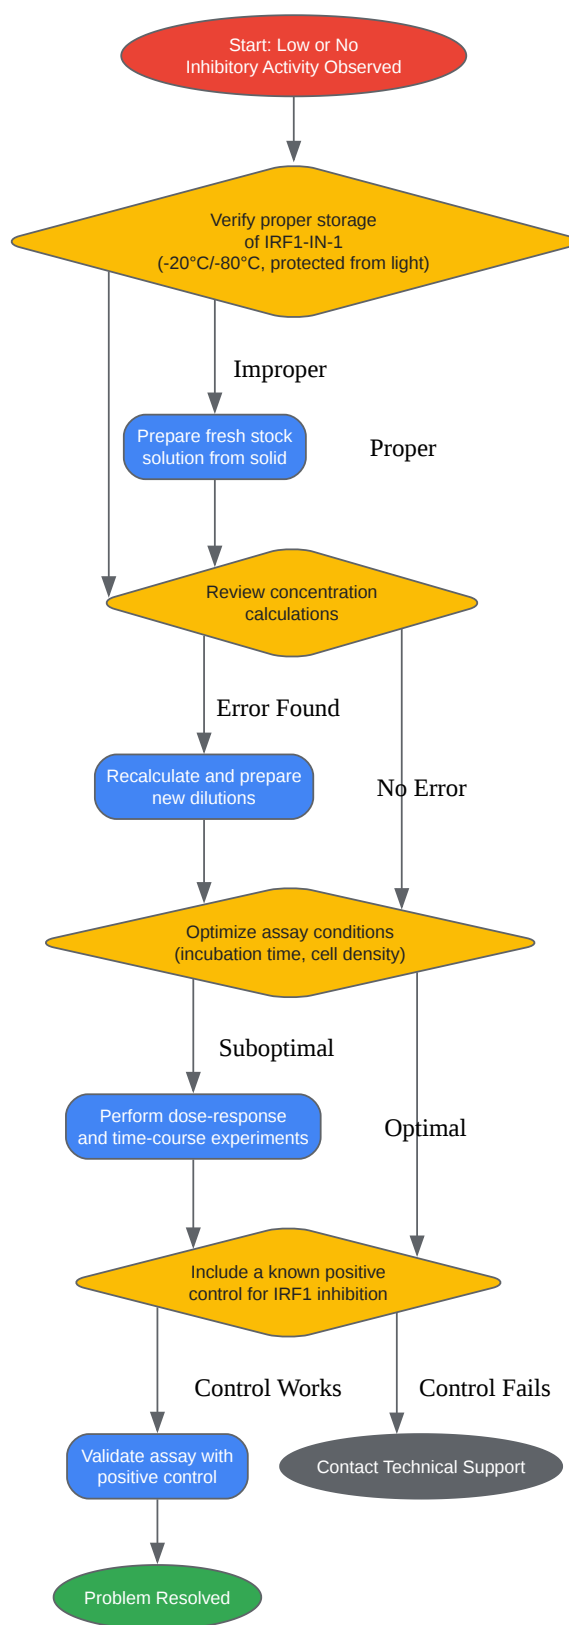 Start: Low or No
Inhibitory Activity Observed
Verify proper storage
of IRF1-IN-1
(-20°C/-80°C, protected from light)
Improper
Prepare fresh stock
solution from solid
Proper
Review concentration
calculations
Error Found
Recalculate and prepare
new dilutions
No Error
Optimize assay conditions
(incubation time, cell density)
Suboptimal
Perform dose-response
and time-course experiments
Optimal
Include a known positive
control for IRF1 inhibition
Control Works
Control Fails
Validate assay with
positive control
Contact Technical Support
Problem Resolved